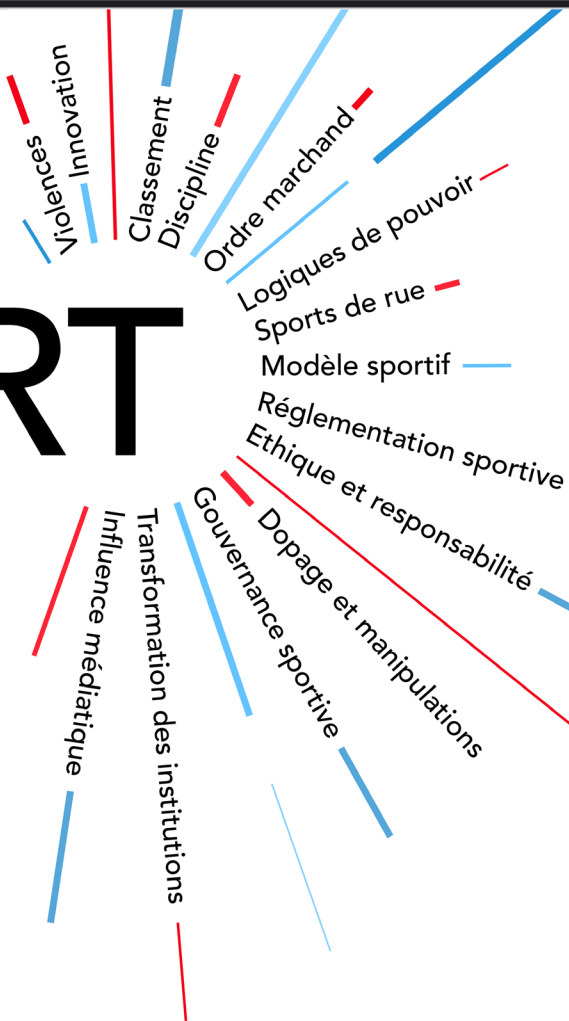 Violences
Innovation
Classement
Discipline
Ordre marchand
Logiques de pouvoir
Sports de rue
Modèle sportif
RT
Réglementation sportive
Ethique et responsabilité
Dopage et manipulations
Gouvernance sportive
Transformation des institutions
Influence médiatique